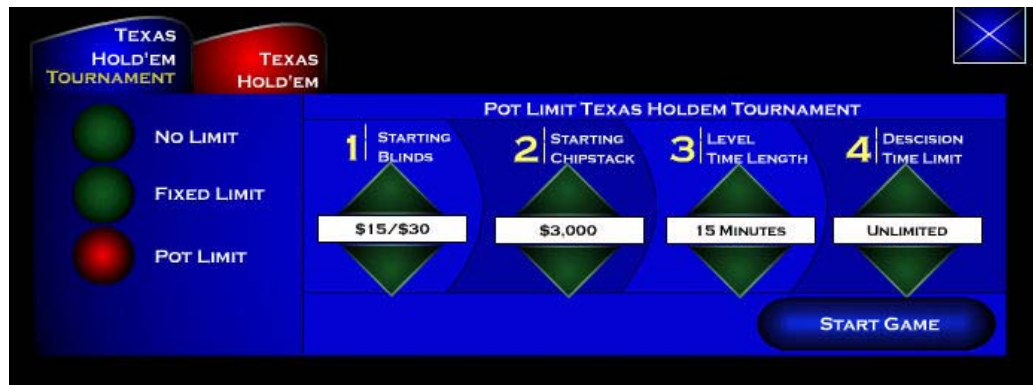 TEXAS
HOLD'EM
TOURNAMENT
TEXAS
HOLD'EM
NO LIMIT
FIXED LIMIT
POT LIMIT
POT LIMIT TEXAS HOLDEM TOURNAMENT
1 STARTING
BLINDS
$15/$30
2 STARTING
CHIPSTACK
$3,000
3 LEVEL
TIME LENGTH
15 MINUTES
4 DESCISION
TIME LIMIT
UNLIMITED
START GAME